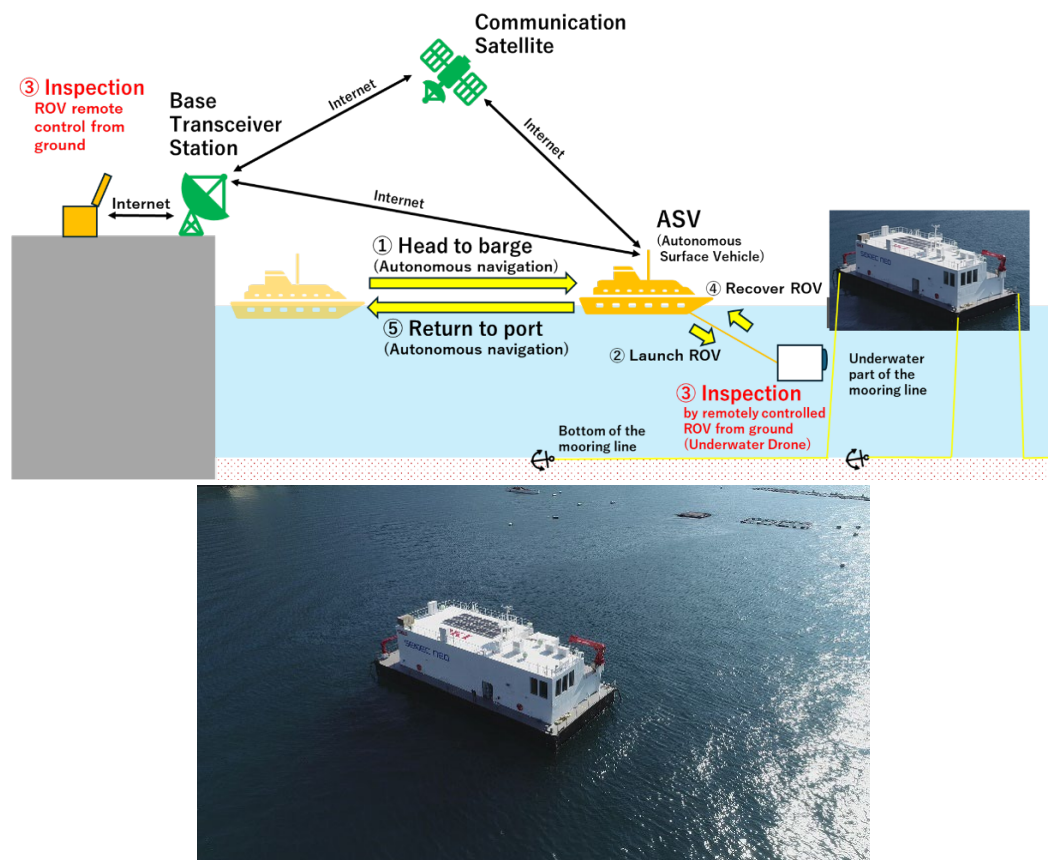 Communication
Satellite
③ Inspection
ROV remote
control from
ground
Base
Transceiver
Station
Internet
Internet
Internet
Internet
ASV
(Autonomous
Surface Vehicle)
① Head to barge
(Autonomous navigation)
④ Recover ROV
⑤ Return to port
(Autonomous navigation)
② Launch ROV
Underwater
part of the
mooring line
③ Inspection
by remotely controlled
ROV from ground
(Underwater Drone)
Bottom of the
mooring line